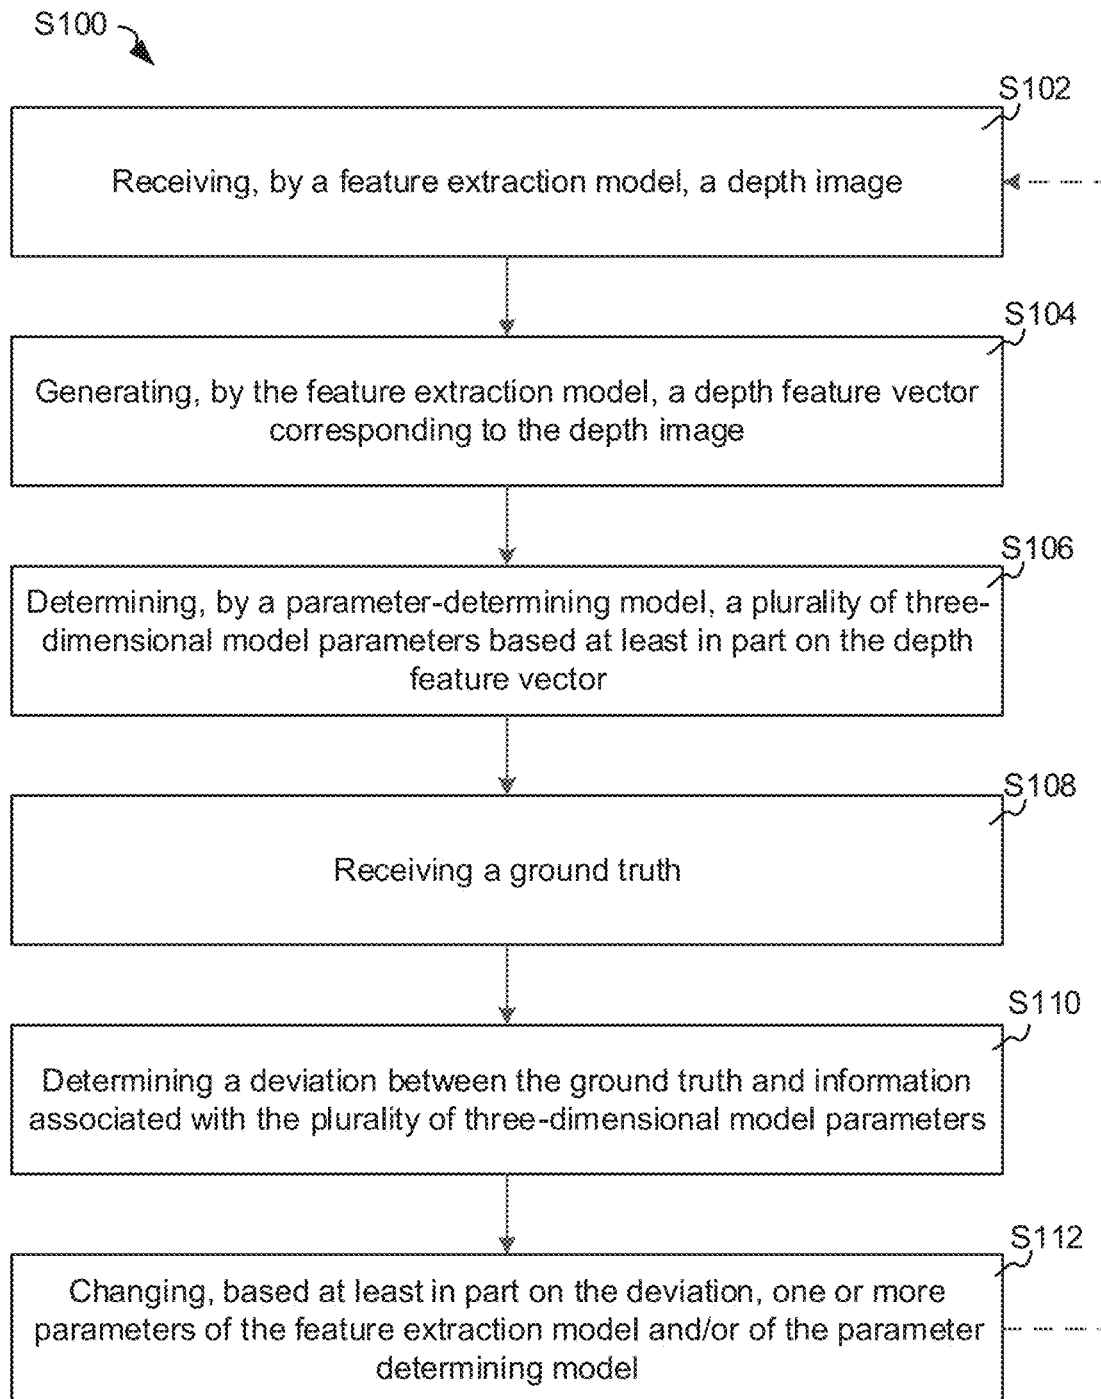 S100
S102
Receiving, by a feature extraction model, a depth image
S104
Generating, by the feature extraction model, a depth feature vector
corresponding to the depth image
S106
Determining, by a parameter-determining model, a plurality of three-
dimensional model parameters based at least in part on the depth
feature vector
S108
Receiving a ground truth
S110
Determining a deviation between the ground truth and information
associated with the plurality of three-dimensional model parameters
S112
Changing, based at least in part on the deviation, one or more
parameters of the feature extraction model and/or of the parameter
determining model